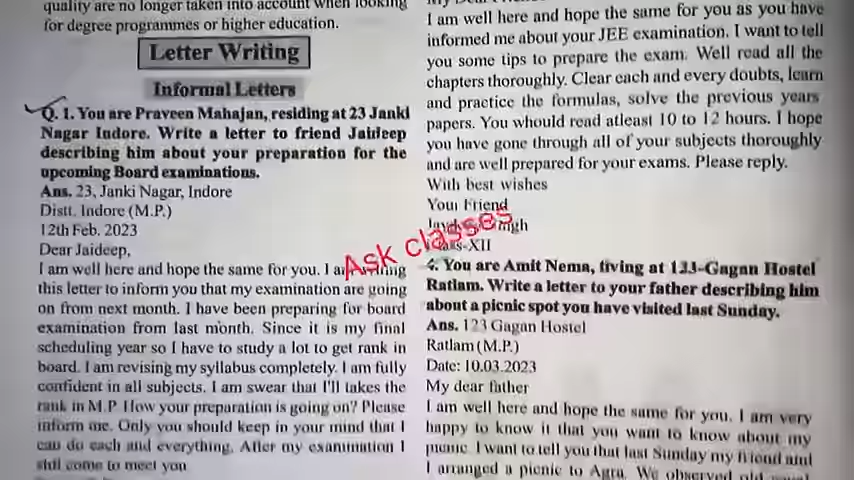 quality are no longer taken into account when looking
for degree programmes or higher education.
Letter Writing
Informal Letters
Q. 1. You are Praveen Mahajan, residing at 23 Janki
Nagar Indore. Write a letter to friend Jaideep
describing him about your preparation for the
upcoming Board examinations.
Ans. 23, Janki Nagar, Indore
Distt. Indore (M.P.)
12th Feb. 2023
Dear Jaideep,
I am well here and hope the same for you. I am writing
this letter to inform you that my examination are going
on from next month. I have been preparing for board
examination from last month. Since it is my final
scheduling year so I have to study a lot to get rank in
board. I am revising my syllabus completely. I am fully
confident in all subjects. I am swear that I'll takes the
rank in M.P. How your preparation is going on? Please
inform me. Only you should keep in your mind that I
can do each and everything. After my examination I
shll come to meet you
I am well here and hope the same for you as you have
informed me about your JEE examination. I want to tell
you some tips to prepare the exam. Well read all the
chapters thoroughly. Clear each and every doubts, learn
and practice the formulas, solve the previous years
papers. You whould read atleast 10 to 12 hours. I hope
you have gone through all of your subjects thoroughly
and are well prepared for your exams. Please reply.
With best wishes
Your Friend
-XII
Ask classes
4. You are Amit Nema, living at 123-Gagan Hostel
Ratlam. Write a letter to your father describing him
about a picnic spot you have visited last Sunday.
Ans. 123 Gagan Hostel
Ratlam (M.P.)
Date: 10.03.2023
My dear father
I am well here and hope the same for you. I am very
happy to know it that you want to know about my
picnic. I want to tell you that last Sunday my friend and
I arranged a picnic to Agra. We observed old